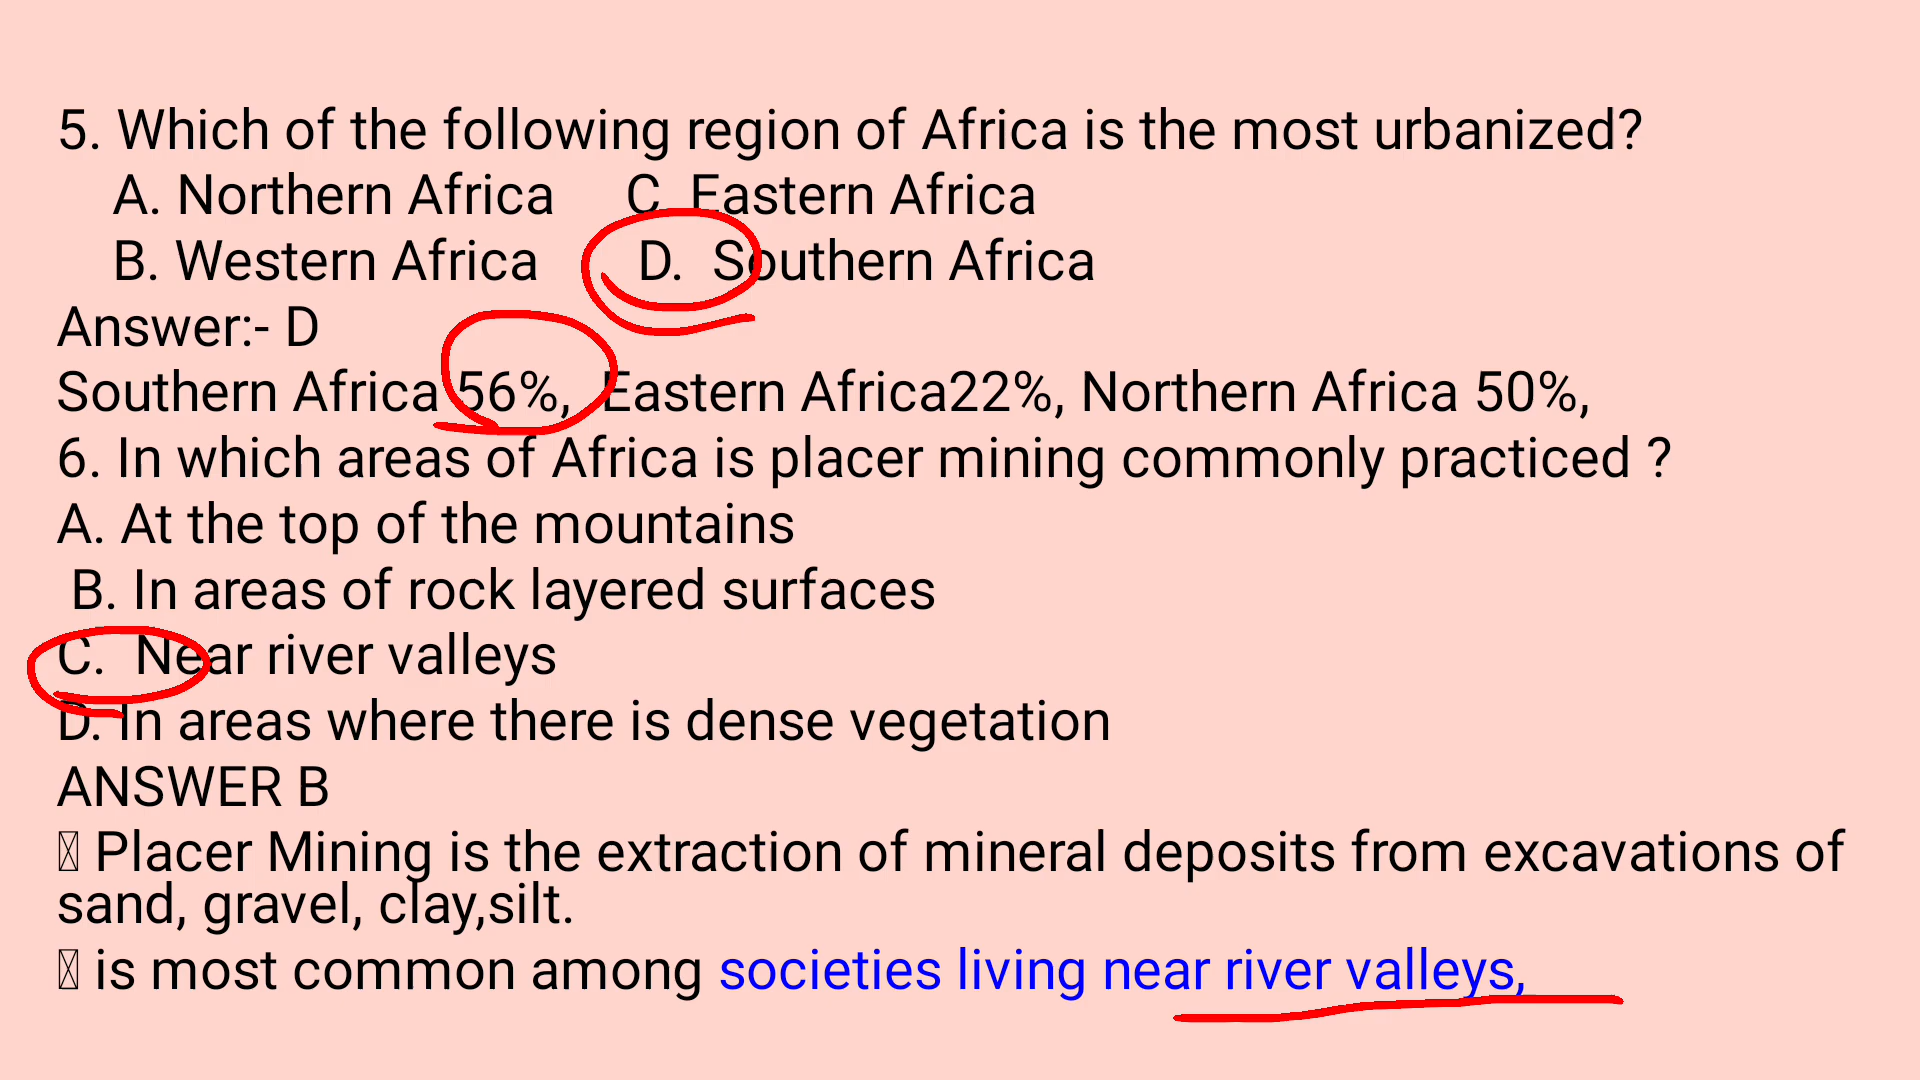 5. Which of the following region of Africa is the most urbanized?
A. Northern Africa C. Eastern Africa
B. Western Africa D. Southern Africa
Answer:- D
Southern Africa 56%, Eastern Africa22%, Northern Africa 50%,
6. In which areas of Africa is placer mining commonly practiced ?
A. At the top of the mountains
B. In areas of rock layered surfaces
C. Near river valleys
D. In areas where there is dense vegetation
ANSWER B
Placer Mining is the extraction of mineral deposits from excavations of
sand, gravel, clay,silt.
is most common among societies living near river valleys,